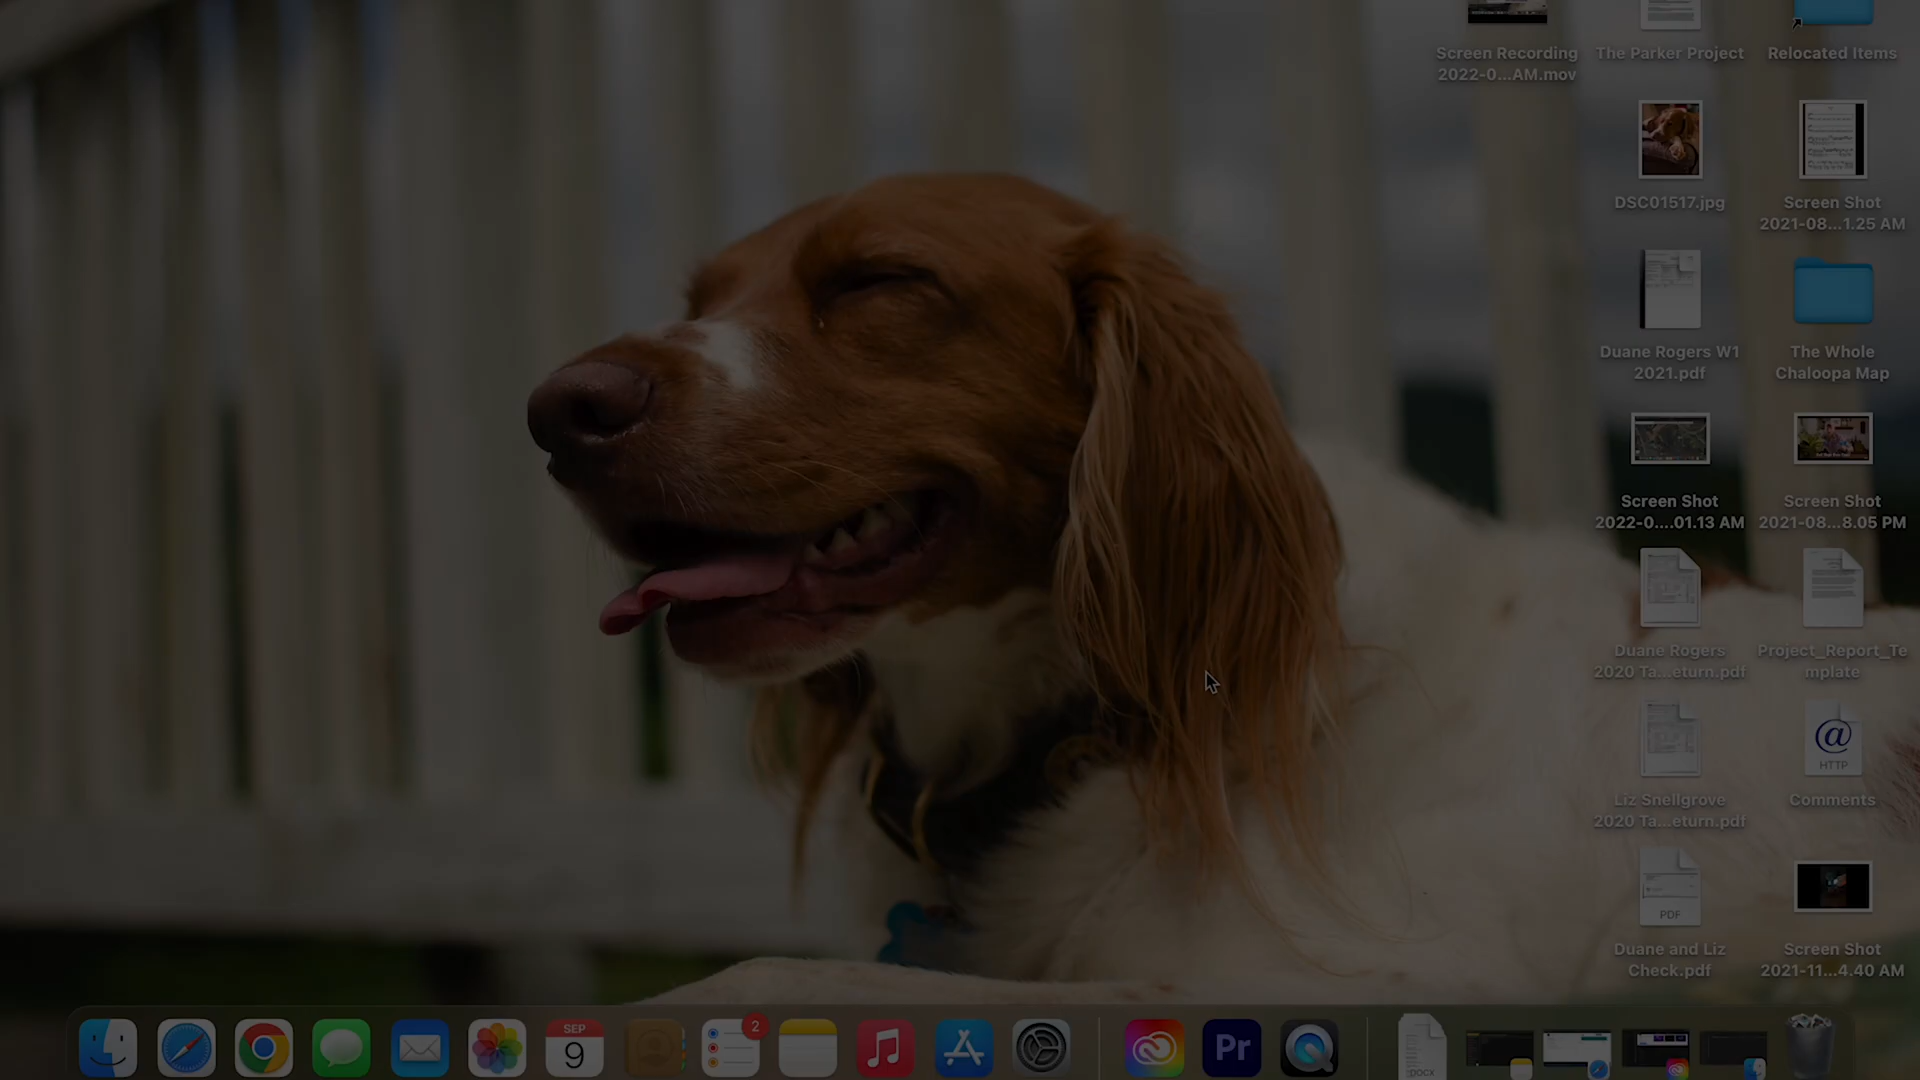 Screen Recording
2022-0...AM.mov
The Parker Project
Relocated Items
DSC01517.jpg
Screen Shot
2021-08...1.25 AM
Duane Rogers W1
2021.pdf
The Whole
Chaloopa Map
Screen Shot
2022-0....01.13 AM
Screen Shot
2021-08...8.05 PM
Duane Rogers
2020 Ta...eturn.pdf
Project_Report_Te
mplate
Liz Snellgrove
2020 Ta...eturn.pdf
@
HTTP
Comments
PDF
Duane and Liz
Check.pdf
Screen Shot
2021-11...4.40 AM
SEP
9
2
Pr
DOCX